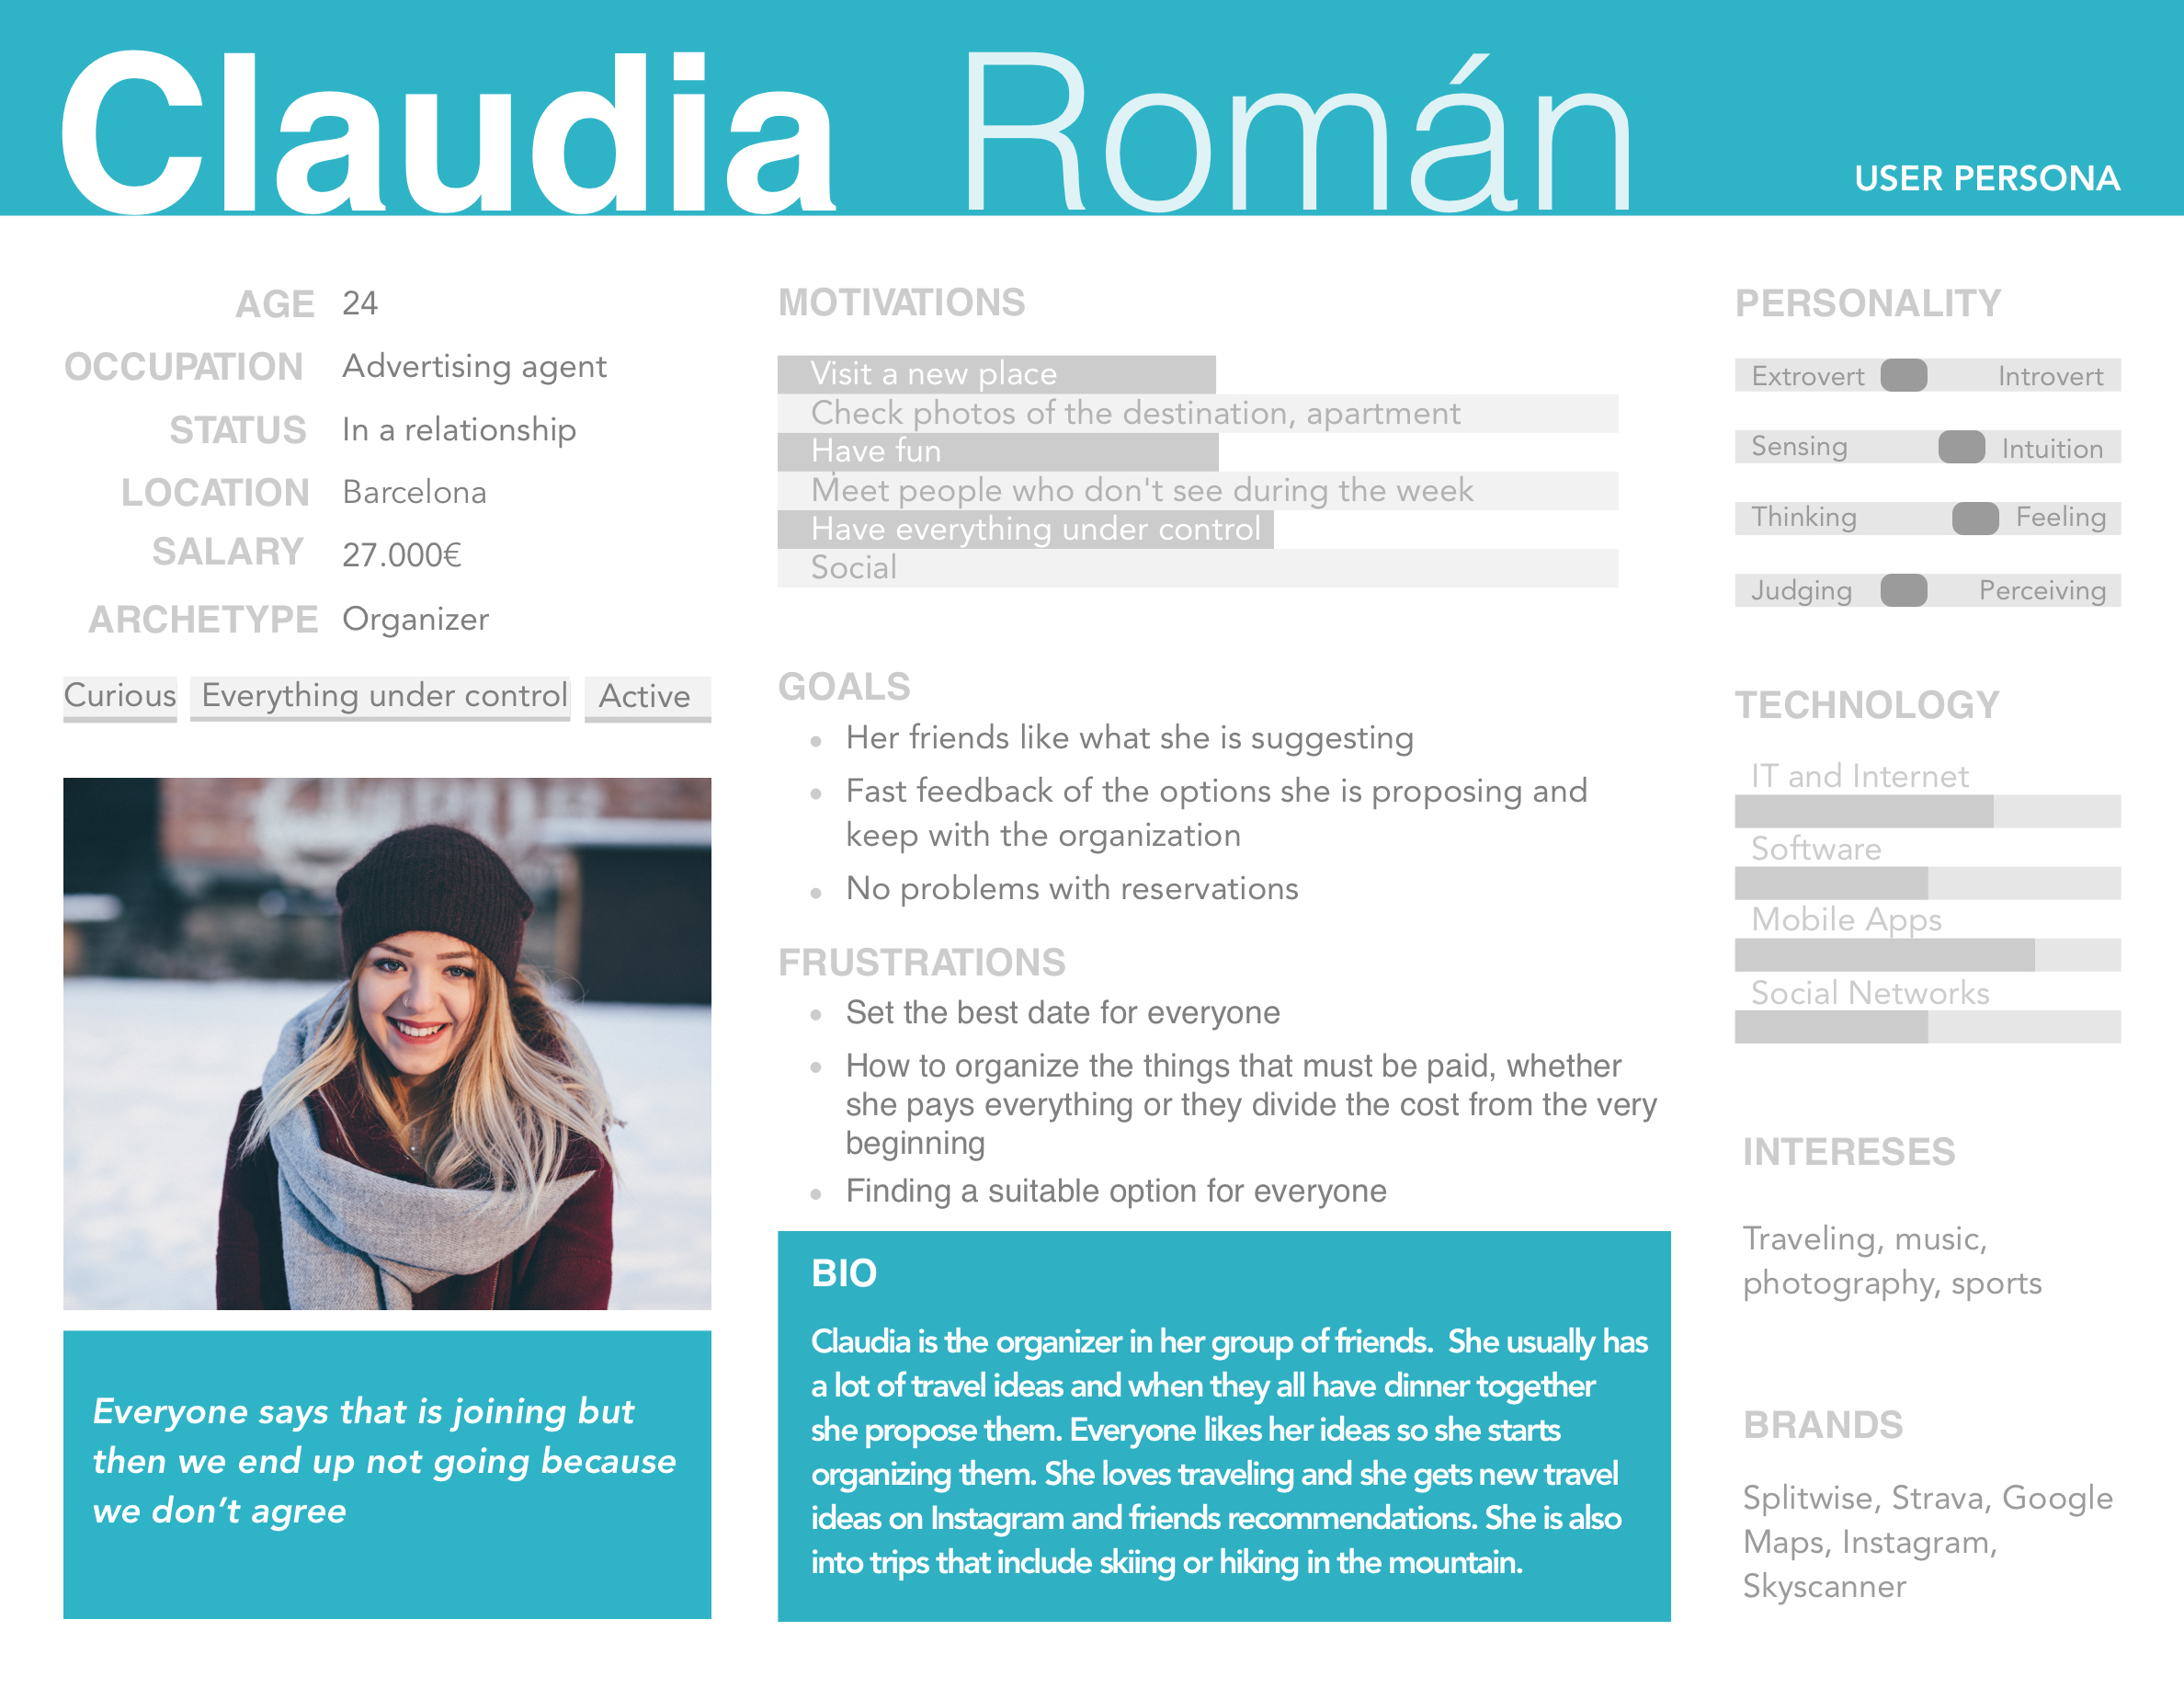 Claudia Román
USER PERSONA
AGE 24
OCCUPATION Advertising agent
STATUS In a relationship
LOCATION Barcelona
SALARY 27.000€
ARCHETYPE Organizer
Curious Everything under control Active
Everyone says that is joining but
then we end up not going because
we don’t agree
MOTIVATIONS
Visit a new place
Check photos of the destination, apartment
Have fun
Meet people who don't see during the week
Have everything under control
Social
GOALS
Her friends like what she is suggesting
Fast feedback of the options she is proposing and
keep with the organization
No problems with reservations
FRUSTRATIONS
Set the best date for everyone
How to organize the things that must be paid, whether
she pays everything or they divide the cost from the very
beginning
Finding a suitable option for everyone
BIO
Claudia is the organizer in her group of friends.  She usually has
a lot of travel ideas and when they all have dinner together
she propose them. Everyone likes her ideas so she starts
organizing them. She loves traveling and she gets new travel
ideas on Instagram and friends recommendations. She is also
into trips that include skiing or hiking in the mountain.
PERSONALITY
Extrovert Introvert
Sensing Intuition
Thinking Feeling
Judging Perceiving
TECHNOLOGY
IT and Internet
Software
Mobile Apps
Social Networks
INTERESES
Traveling, music,
photography, sports
BRANDS
Splitwise, Strava, Google
Maps, Instagram,
Skyscanner